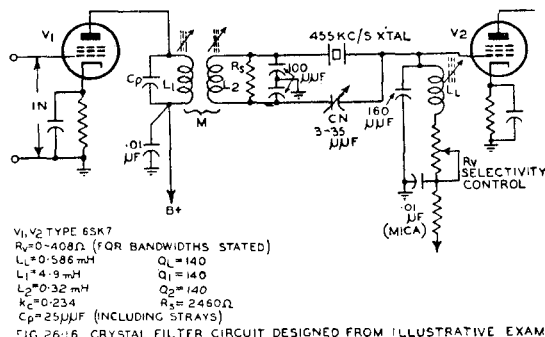 V1
V2
455KC/S XTAL
IN
Cp
L1
L2
M
Rs
100
μμF
CN
3-35
μμF
160
μμF
LL
.01
μF
B+
RV
SELECTIVITY
CONTROL
.01
μF
(MICA)
V1, V2 TYPE 6SK7
RV=0-408Ω (FOR BANDWIDTHS STATED)
LL=0.586 mH QL=140
L1=4.9 mH Q1=140
L2=0.32 mH Q2=140
kc=0.234 Rs=2460Ω
Cp=25μμF (INCLUDING STRAYS)
FIG. 26.16 CRYSTAL FILTER CIRCUIT DESIGNED FROM ILLUSTRATIVE EXAM